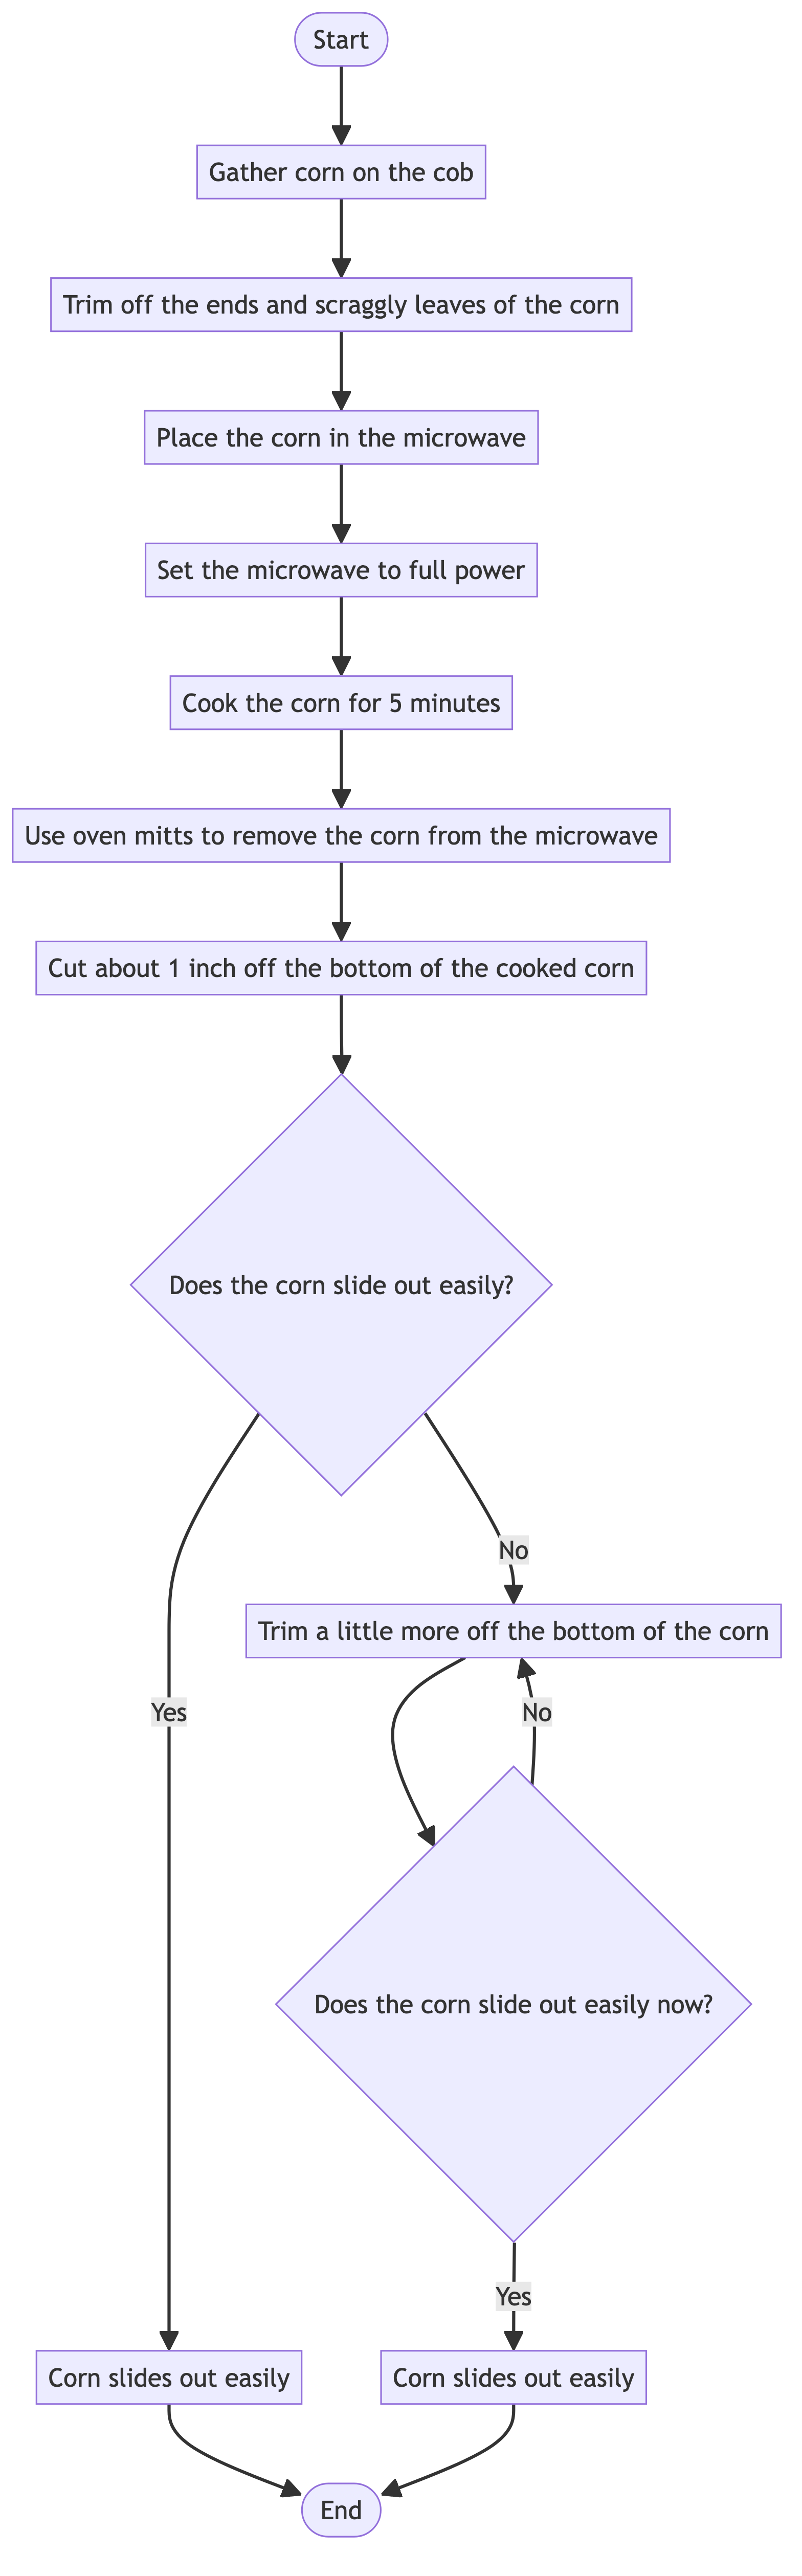 Start
Gather corn on the cob
Trim off the ends and scraggly leaves of the corn
Place the corn in the microwave
Set the microwave to full power
Cook the corn for 5 minutes
Use oven mitts to remove the corn from the microwave
Cut about 1 inch off the bottom of the cooked corn
Does the corn slide out easily?
No
Trim a little more off the bottom of the corn
Yes
No
Does the corn slide out easily now?
Yes
Corn slides out easily
Corn slides out easily
End